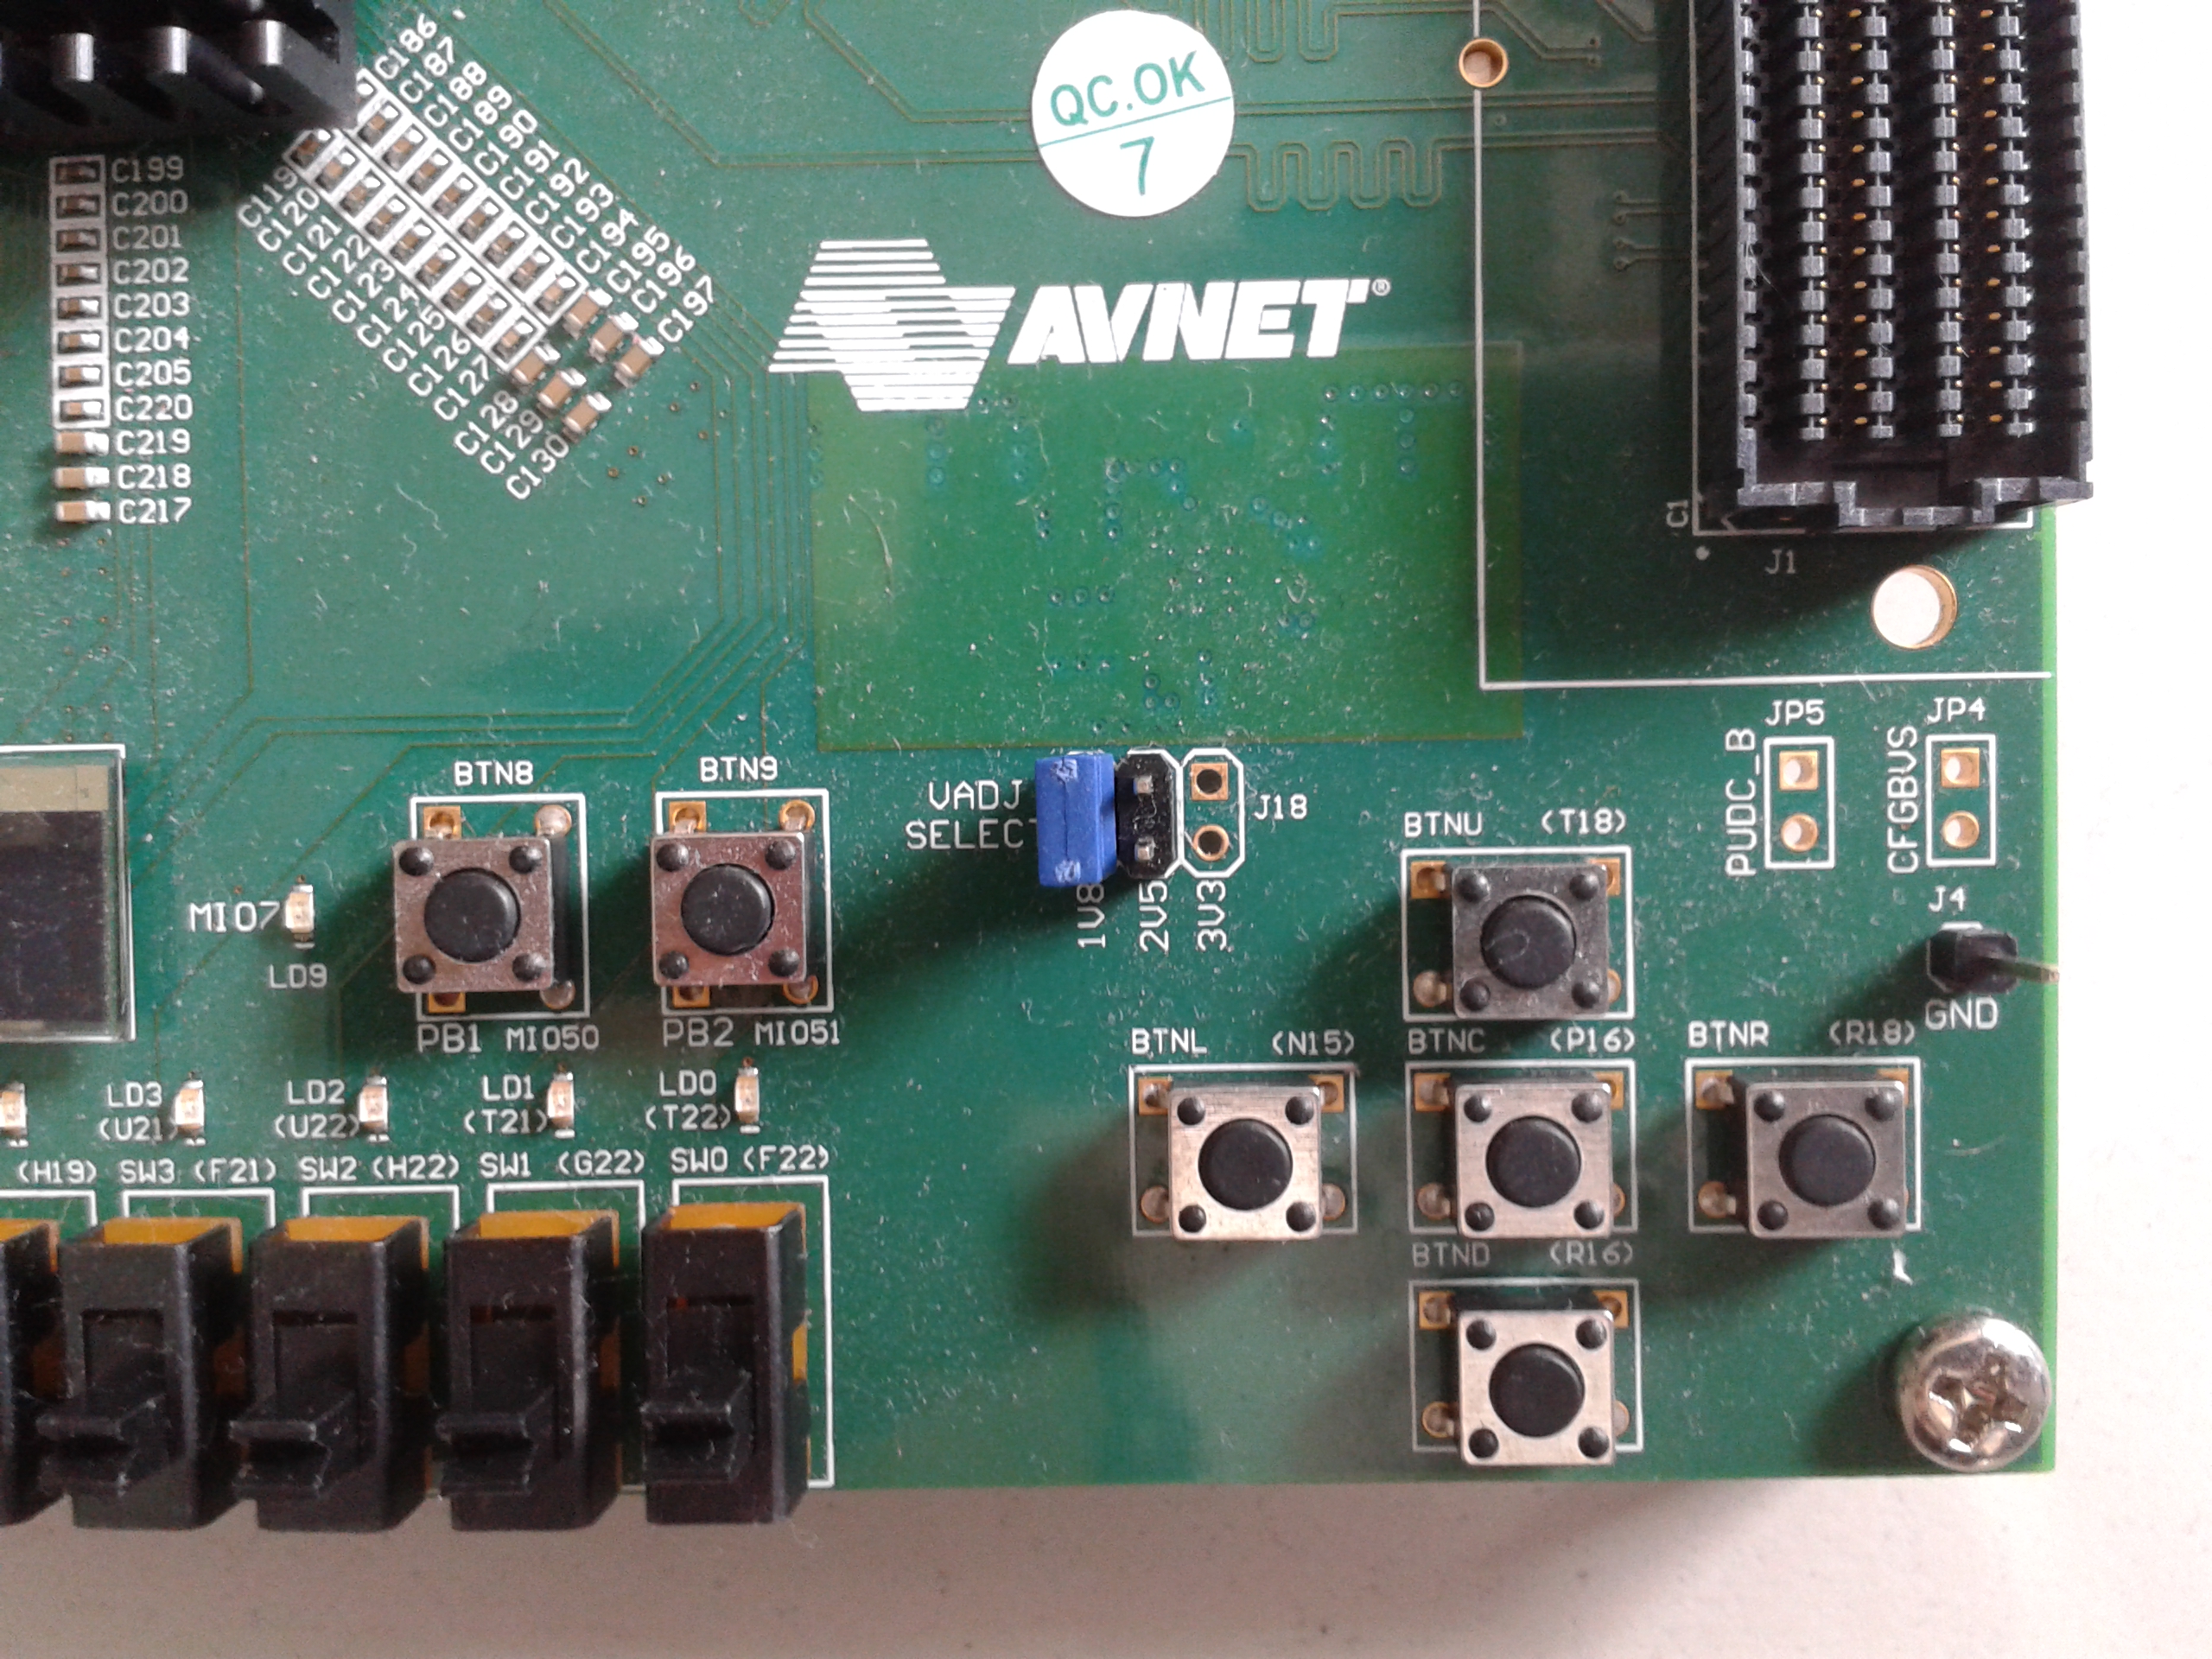 (H19)
SW3 (F21)
SW2 (H22)
SW1 (G22)
SW0 (F22)
LD3
(U21)
LD2
(U22)
LD1
(T21)
LD0
(T22)
MIO7
LD9
PB1 MIO50
BTN8
PB2 MIO51
BTN9
C217
C218
C219
C220
C205
C204
C203
C202
C201
C200
C199
C119
C120
C121
C122
C123
C124
C125
C126
C127
C128
C129
C130
C186
C187
C188
C189
C190
C191
C192
C193
C194
C195
C196
C197
VADJ
SELECT
1V8
2V5
3V3
J18
AVNET®
QC.OK
7
BTNL (N15)
BTND (R16)
BTNC (P16)
BTNU (T18)
BTNR (R18)
GND
J4
PUDC_B
JP5
CFGBVS
JP4
C1
J1